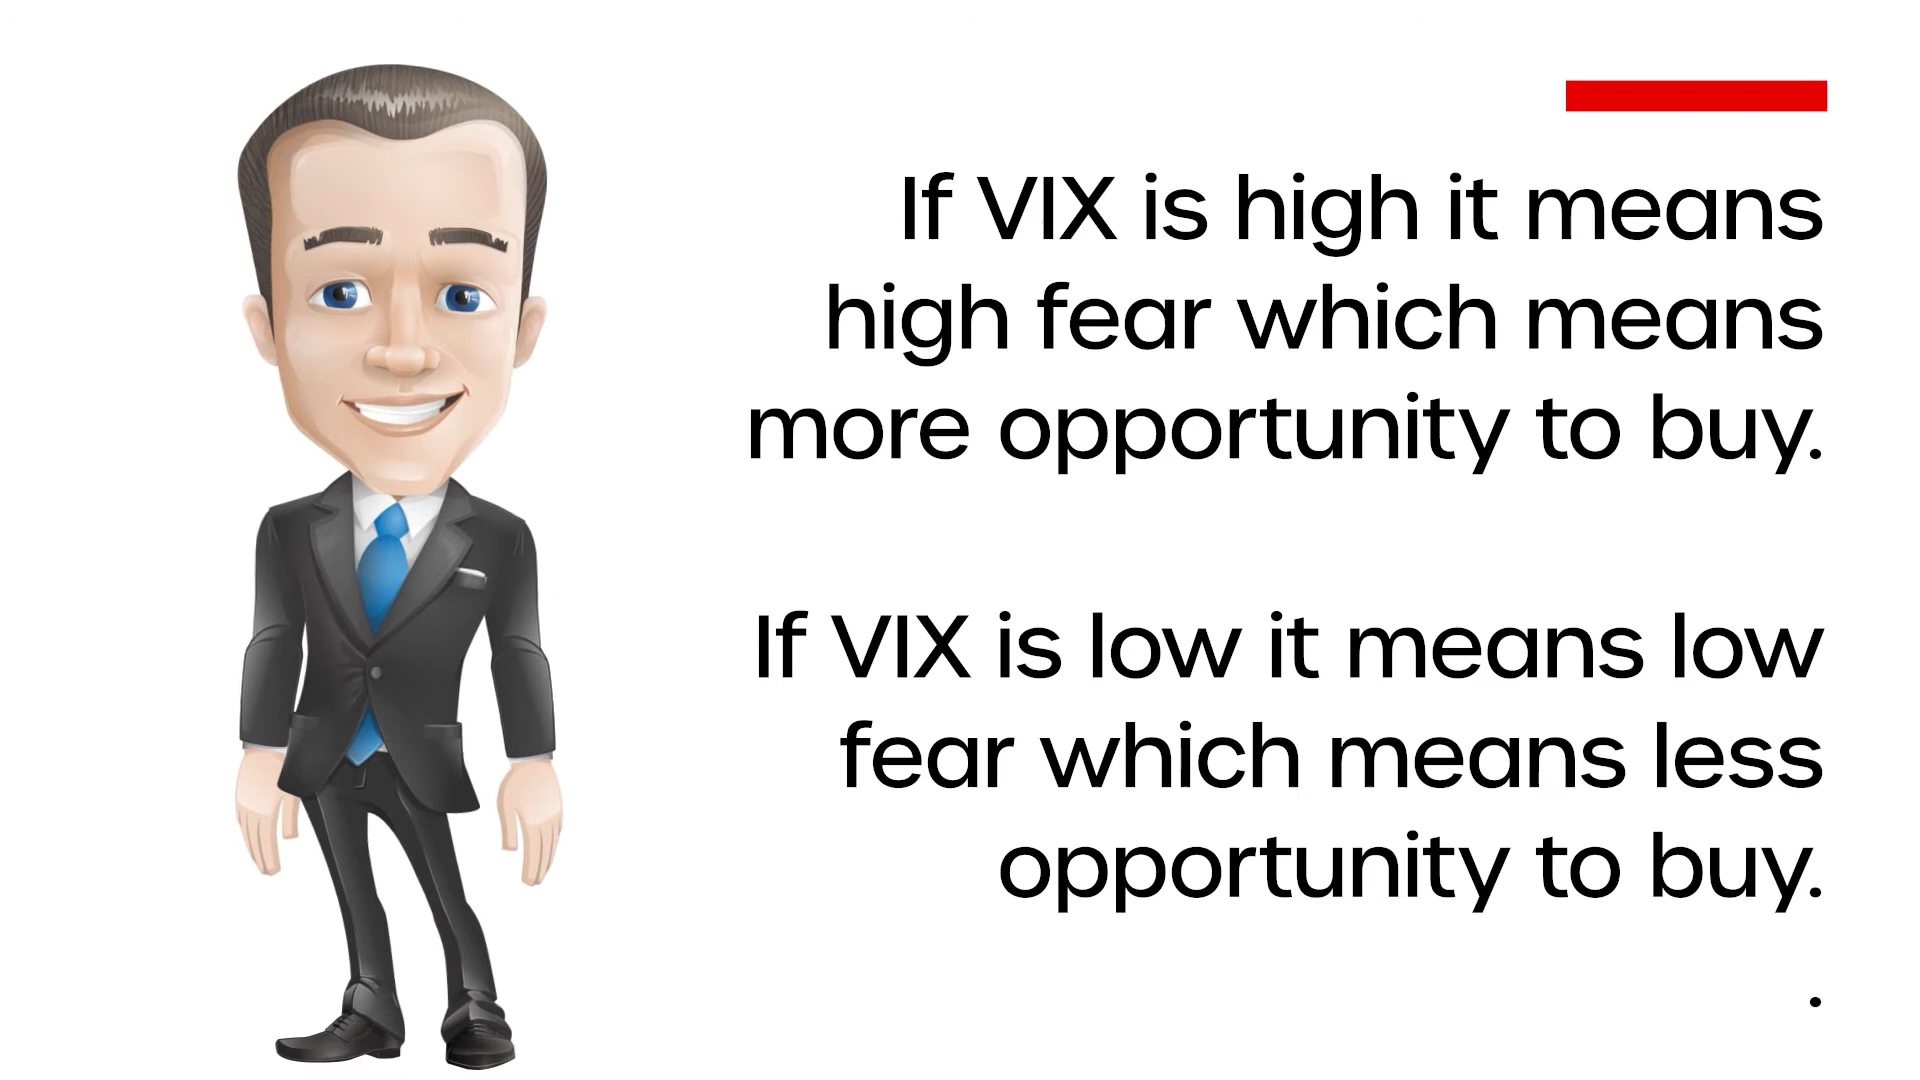 If VIX is high it means
high fear which means
more opportunity to buy.
If VIX is low it means low
fear which means less
opportunity to buy.
.